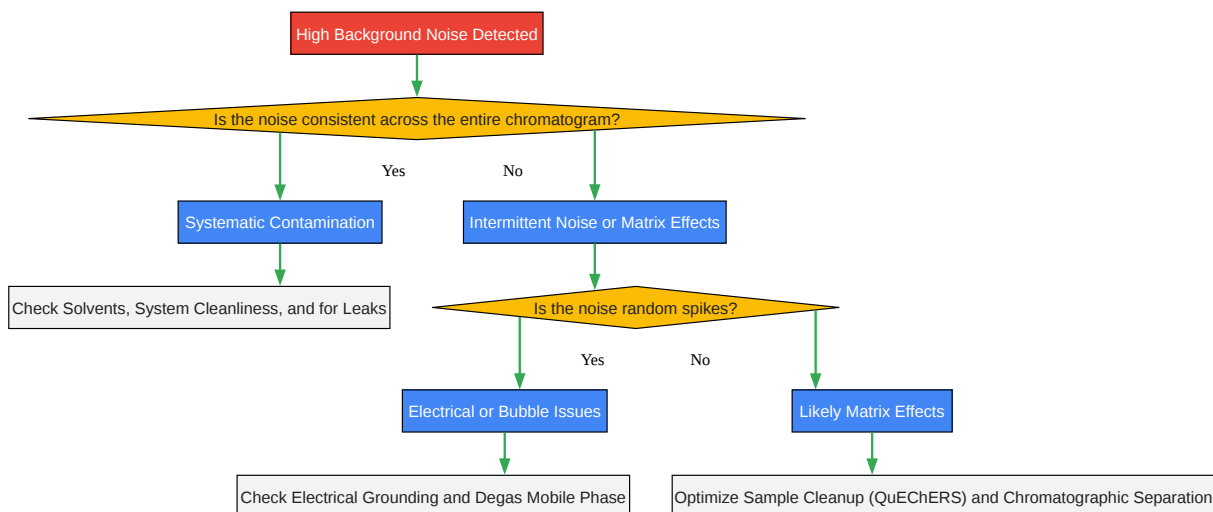 High Background Noise Detected
Is the noise consistent across the entire chromatogram?
Yes
No
Systematic Contamination
Intermittent Noise or Matrix Effects
Check Solvents, System Cleanliness, and for Leaks
Is the noise random spikes?
Yes
No
Electrical or Bubble Issues
Likely Matrix Effects
Check Electrical Grounding and Degas Mobile Phase
Optimize Sample Cleanup (QuEChERS) and Chromatographic Separation